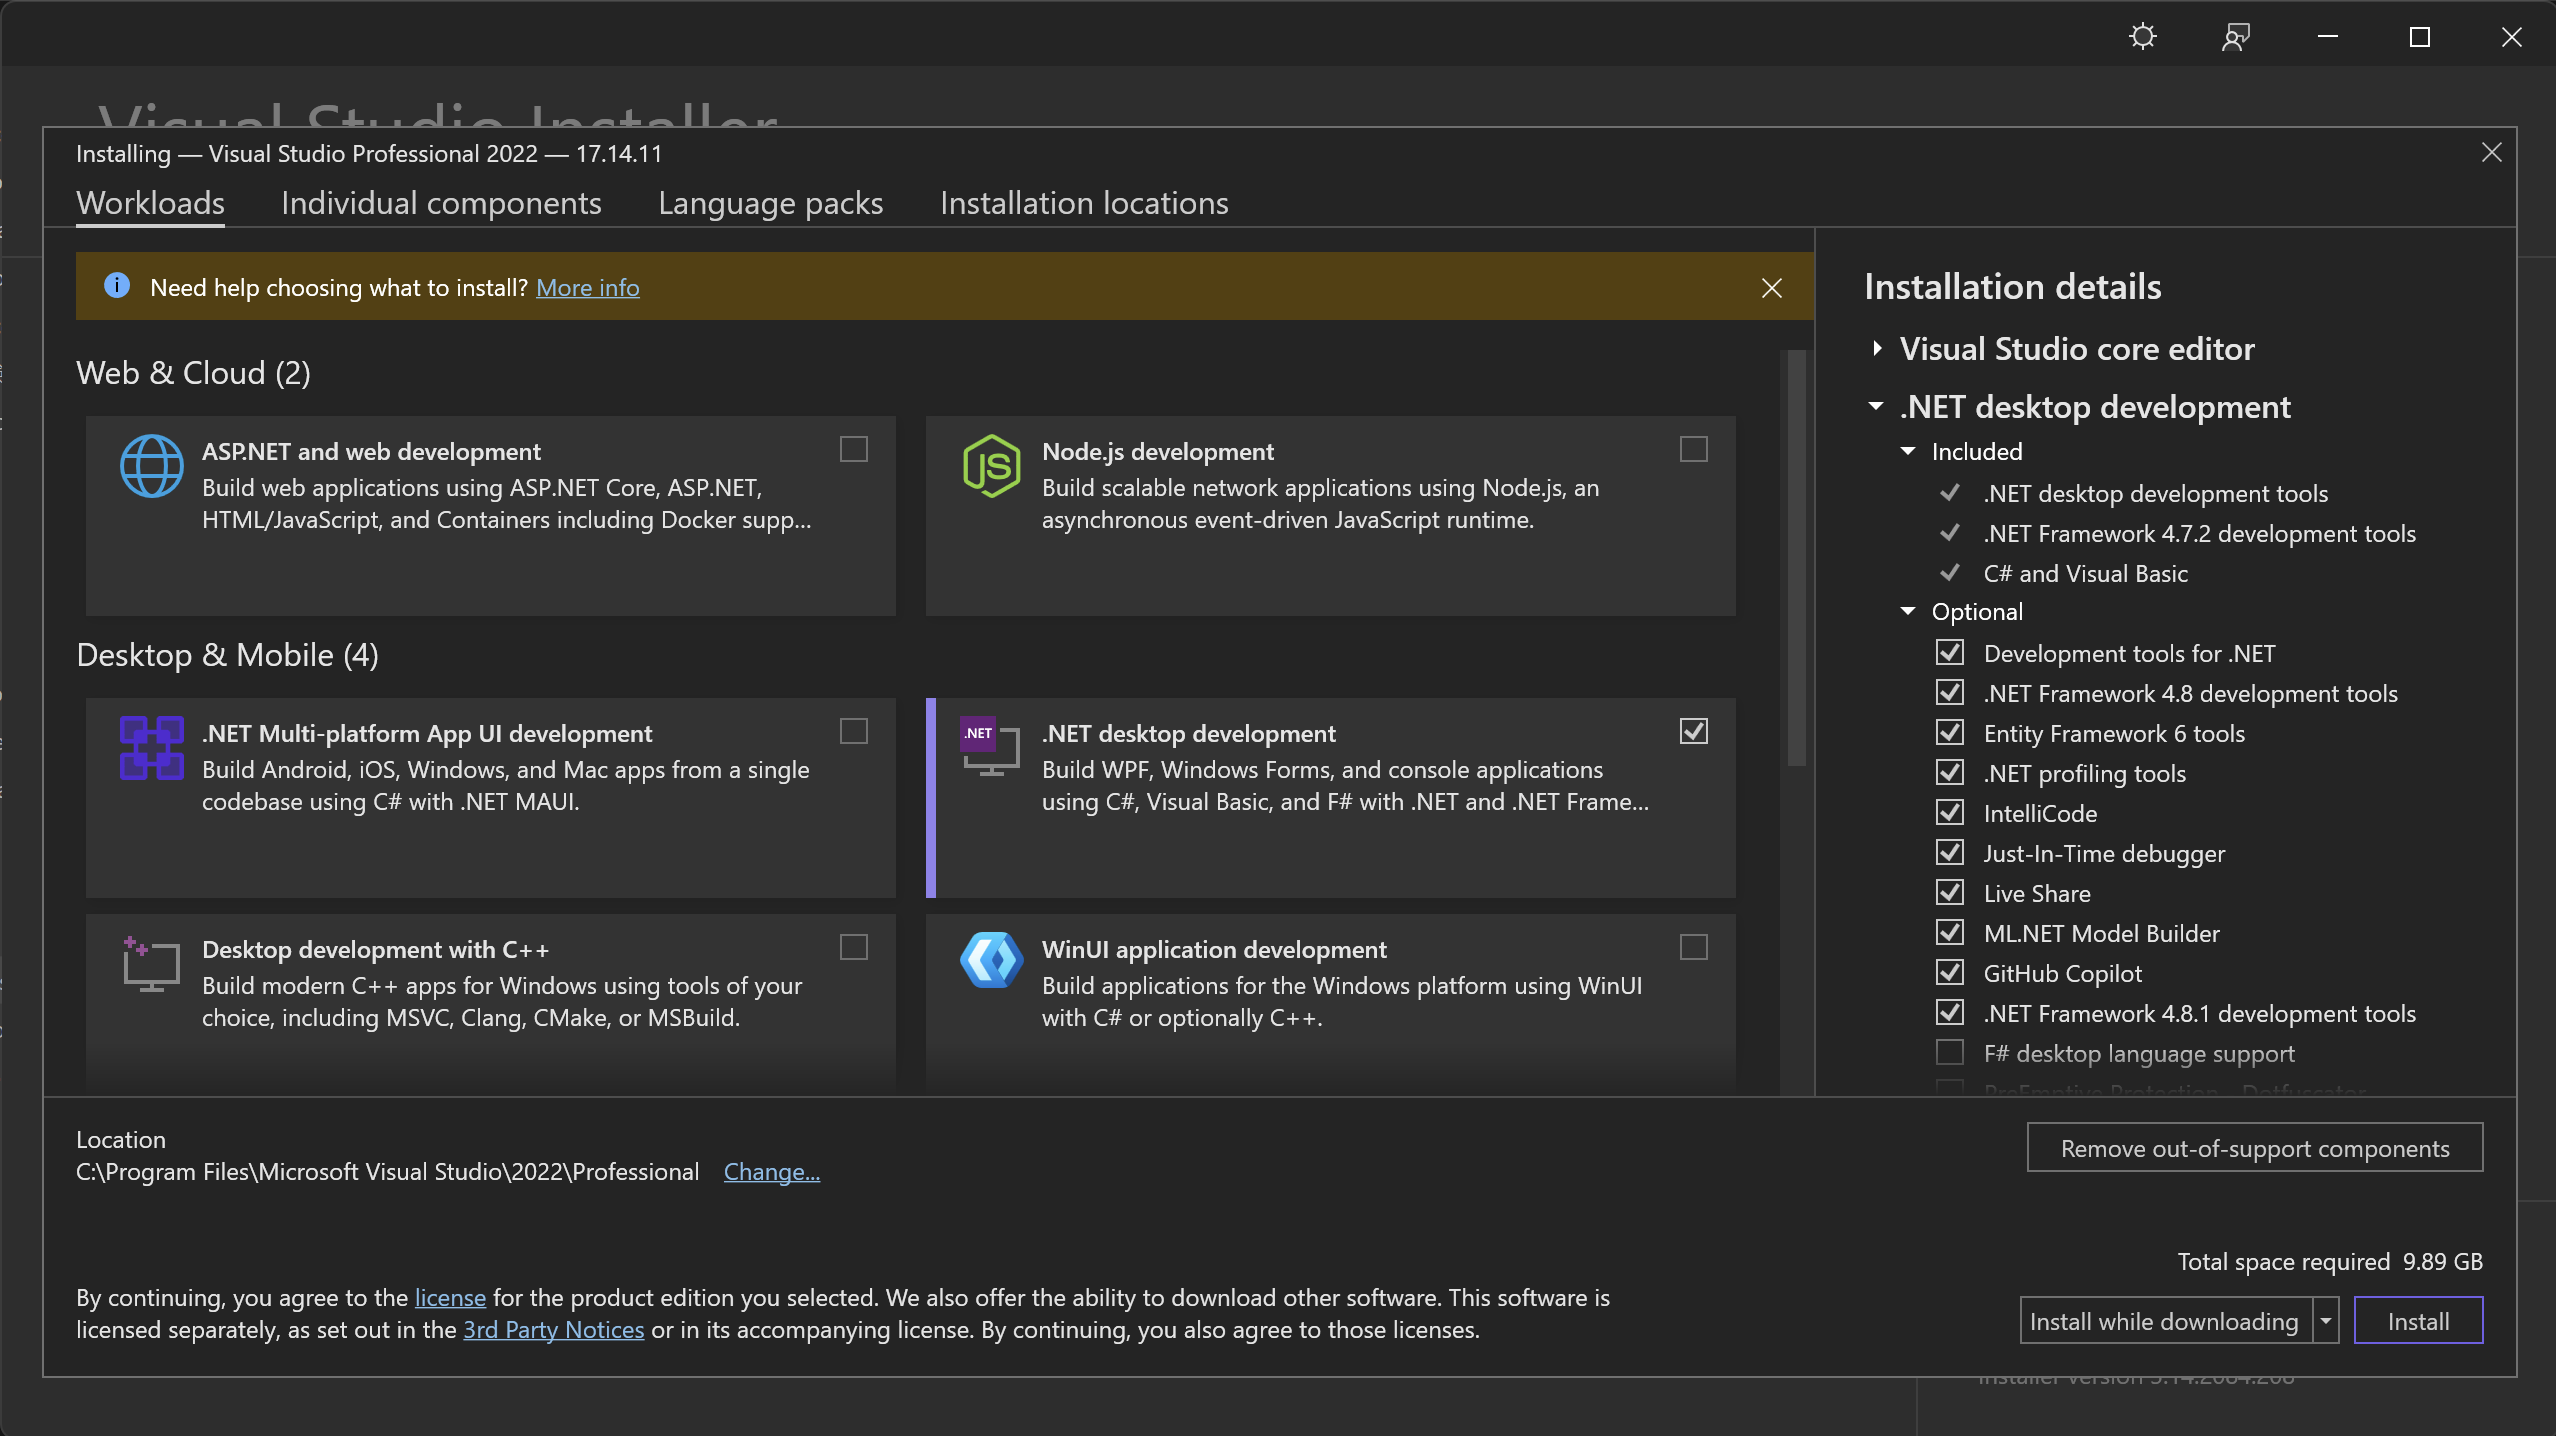 Visual Studio Installer
Installing — Visual Studio Professional 2022 — 17.14.11
Workloads
Individual components
Language packs
Installation locations
Need help choosing what to install? More info
Web & Cloud (2)
ASP.NET and web development
Build web applications using ASP.NET Core, ASP.NET,
HTML/JavaScript, and Containers including Docker supp...
Node.js development
Build scalable network applications using Node.js, an
asynchronous event-driven JavaScript runtime.
Desktop & Mobile (4)
.NET Multi-platform App UI development
Build Android, iOS, Windows, and Mac apps from a single
codebase using C# with .NET MAUI.
.NET
.NET desktop development
Build WPF, Windows Forms, and console applications
using C#, Visual Basic, and F# with .NET and .NET Frame...
Desktop development with C++
Build modern C++ apps for Windows using tools of your
choice, including MSVC, Clang, CMake, or MSBuild.
WinUI application development
Build applications for the Windows platform using WinUI
with C# or optionally C++.
Installation details
Visual Studio core editor
.NET desktop development
Included
.NET desktop development tools
.NET Framework 4.7.2 development tools
C# and Visual Basic
Optional
Development tools for .NET
.NET Framework 4.8 development tools
Entity Framework 6 tools
.NET profiling tools
IntelliCode
Just-In-Time debugger
Live Share
ML.NET Model Builder
GitHub Copilot
.NET Framework 4.8.1 development tools
F# desktop language support
PreEmptive Protection - Dotfuscator
Location
C:\Program Files\Microsoft Visual Studio\2022\Professional Change...
Remove out-of-support components
Total space required 9.89 GB
By continuing, you agree to the license for the product edition you selected. We also offer the ability to download other software. This software is
licensed separately, as set out in the 3rd Party Notices or in its accompanying license. By continuing, you also agree to those licenses.
Install while downloading
Install
Installer version